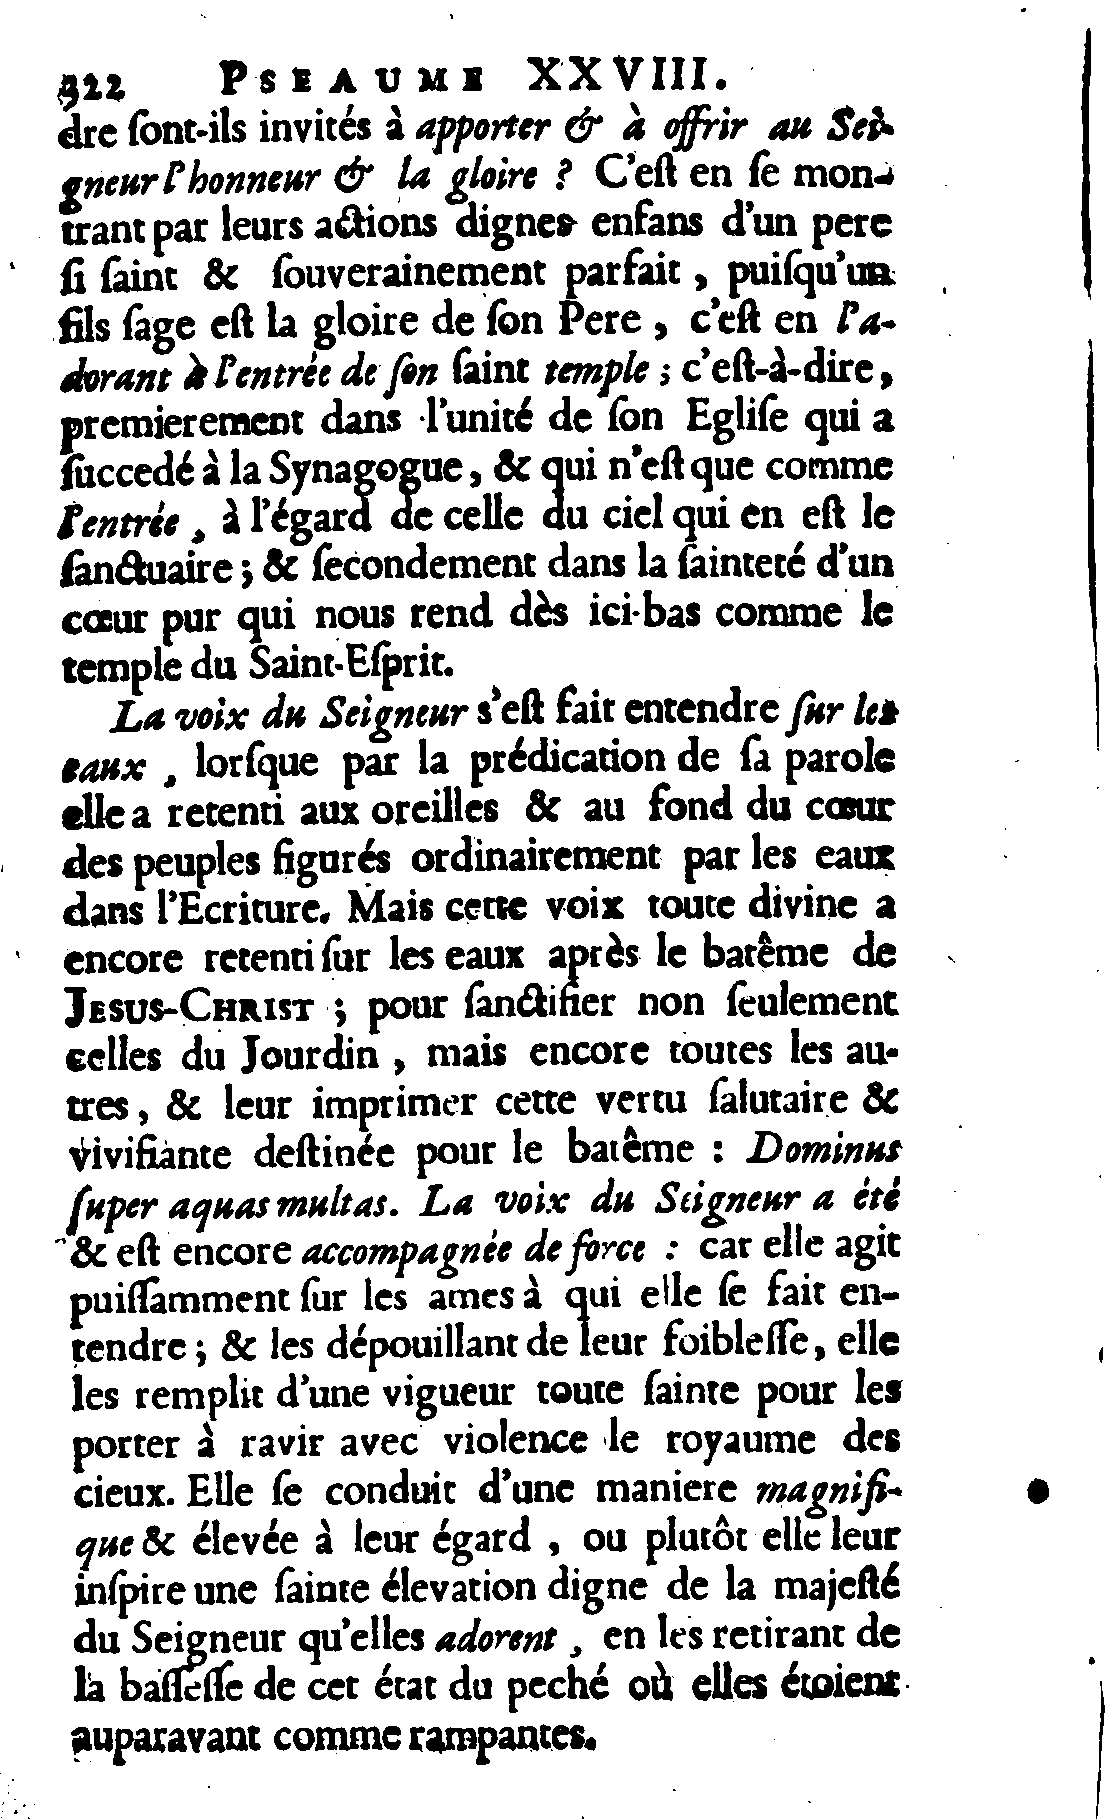 322 PSEAUME XXVIII.
dre ſont-ils invités à apporter & à offrir au Sei-
gneur l'honneur & la gloire ? C'eſt en ſe mon-
trant par leurs actions dignes enfans d'un pere
ſi ſaint & ſouverainement parfait , puiſqu'un
fils ſage eſt la gloire de ſon Pere , c'eſt en l'a-
dorant à l'entrée de ſon ſaint temple ; c'eſt-à-dire,
premierement dans l'unité de ſon Egliſe qui a
ſuccedé à la Synagogue, & qui n'eſt que comme
l'entrée , à l'égard de celle du ciel qui en eſt le
ſanctuaire ; & ſecondement dans la ſainteté d'un
cœur pur qui nous rend dès ici-bas comme le
temple du Saint-Eſprit.
La voix du Seigneur s'eſt fait entendre ſur les
eaux , lorſque par la prédication de ſa parole
elle a retenti aux oreilles & au fond du cœur
des peuples figurés ordinairement par les eaux
dans l'Ecriture. Mais cette voix toute divine a
encore retenti ſur les eaux après le batême de
JESUS-CHRIST ; pour ſanctifier non ſeulement
celles du Jourdin , mais encore toutes les au-
tres, & leur imprimer cette vertu ſalutaire &
vivifiante deſtinée pour le batême : Dominus
ſuper aquas multas. La voix du Seigneur a été
& eſt encore accompagnée de force : car elle agit
puiſſamment ſur les ames à qui elle ſe fait en-
tendre ; & les dépouillant de leur foibleſſe, elle
les remplit d'une vigueur toute ſainte pour les
porter à ravir avec violence le royaume des
cieux. Elle ſe conduit d'une maniere magnifi-
que & élevée à leur égard , ou plutôt elle leur
inſpire une ſainte élevation digne de la majeſté
du Seigneur qu'elles adorent , en les retirant de
la baſſeſſe de cet état du peché où elles étoient
auparavant comme rampantes.